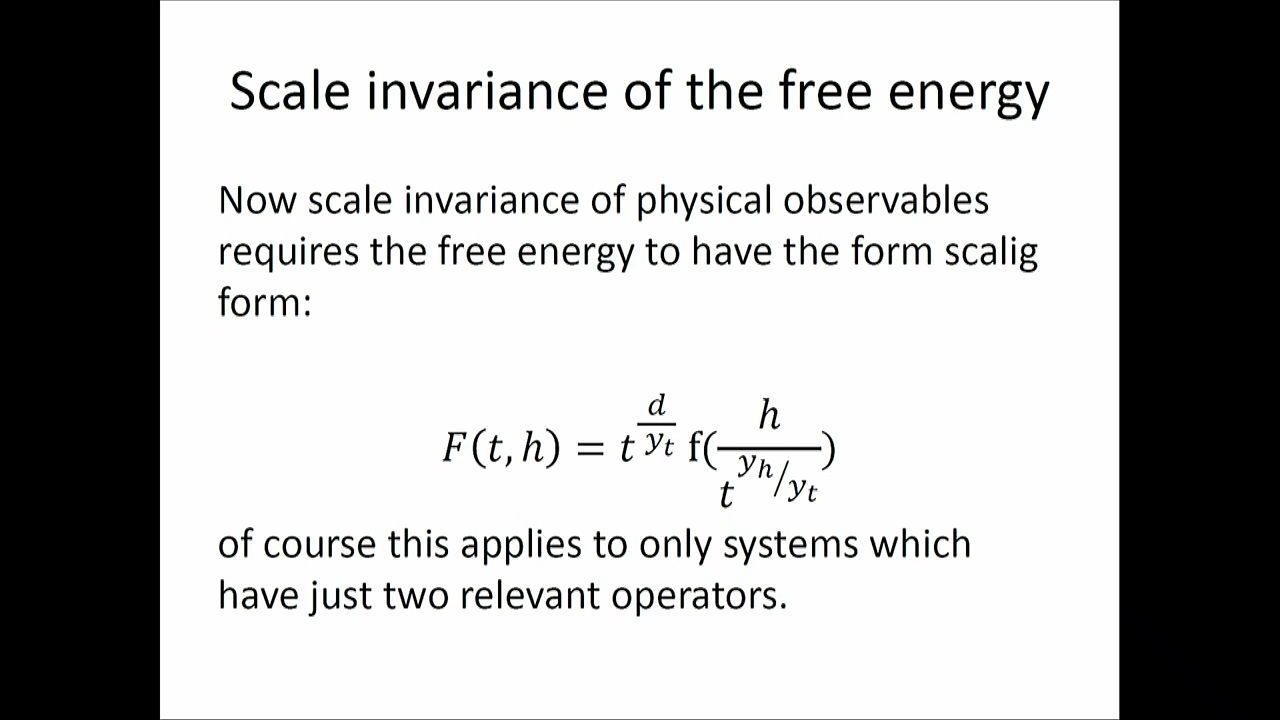 Scale invariance of the free energy
Now scale invariance of physical observables
requires the free energy to have the form scalig
form:
F(t, h) = t^{d/y_t} f(h/t^{y_h/y_t})
of course this applies to only systems which
have just two relevant operators.